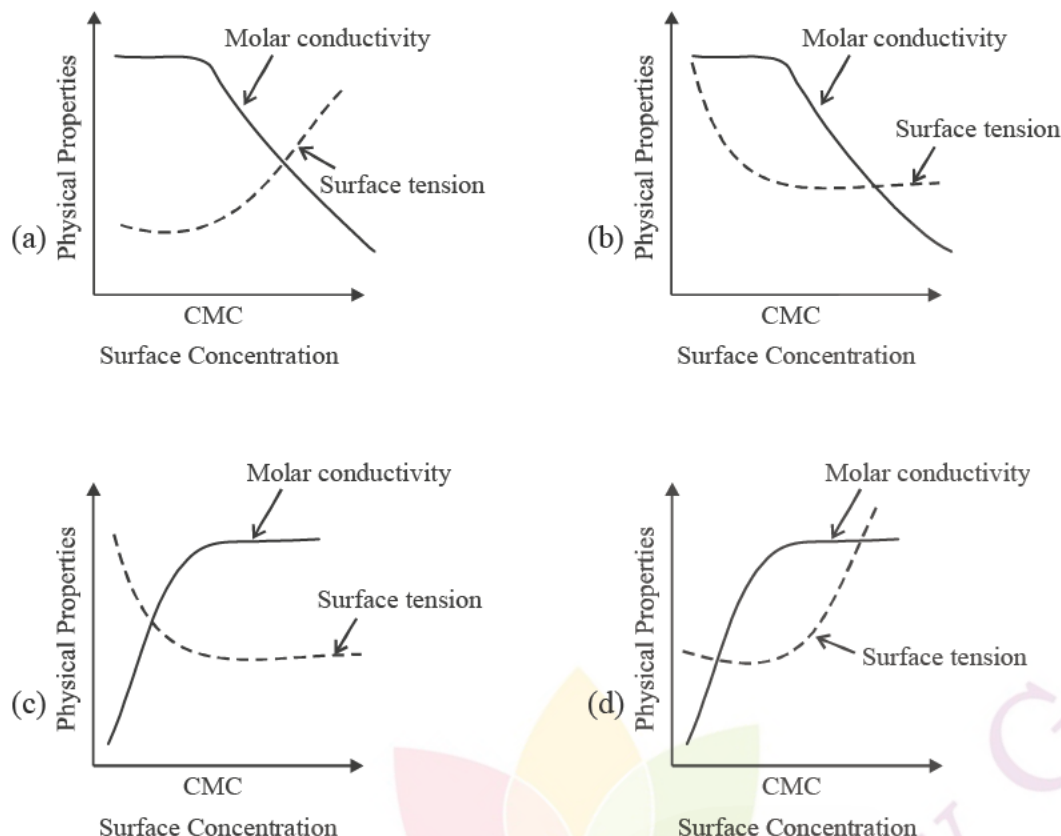 Molar conductivity
Physical Properties
Surface tension
(a)
CMC
Surface Concentration
Molar conductivity
Physical Properties
Surface tension
(b)
CMC
Surface Concentration
Molar conductivity
Physical Properties
Surface tension
(c)
CMC
Surface Concentration
Molar conductivity
Physical Properties
Surface tension
(d)
CMC
Surface Concentration